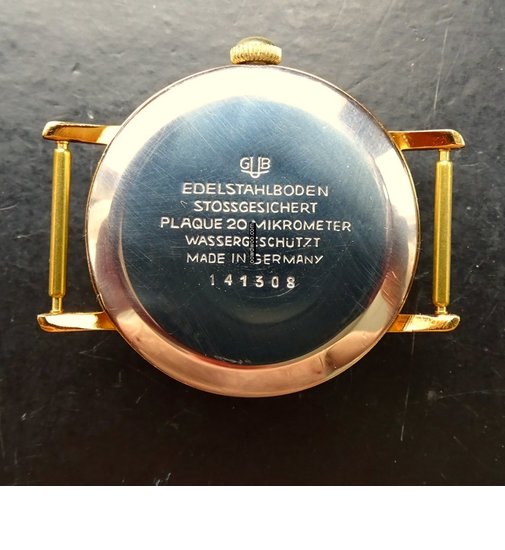 GUB
EDELSTAHLBODEN
STOSSGESICHERT
PLAQUE 20 MIKROMETER
WASSERGESCHÜTZT
MADE IN GERMANY
141308